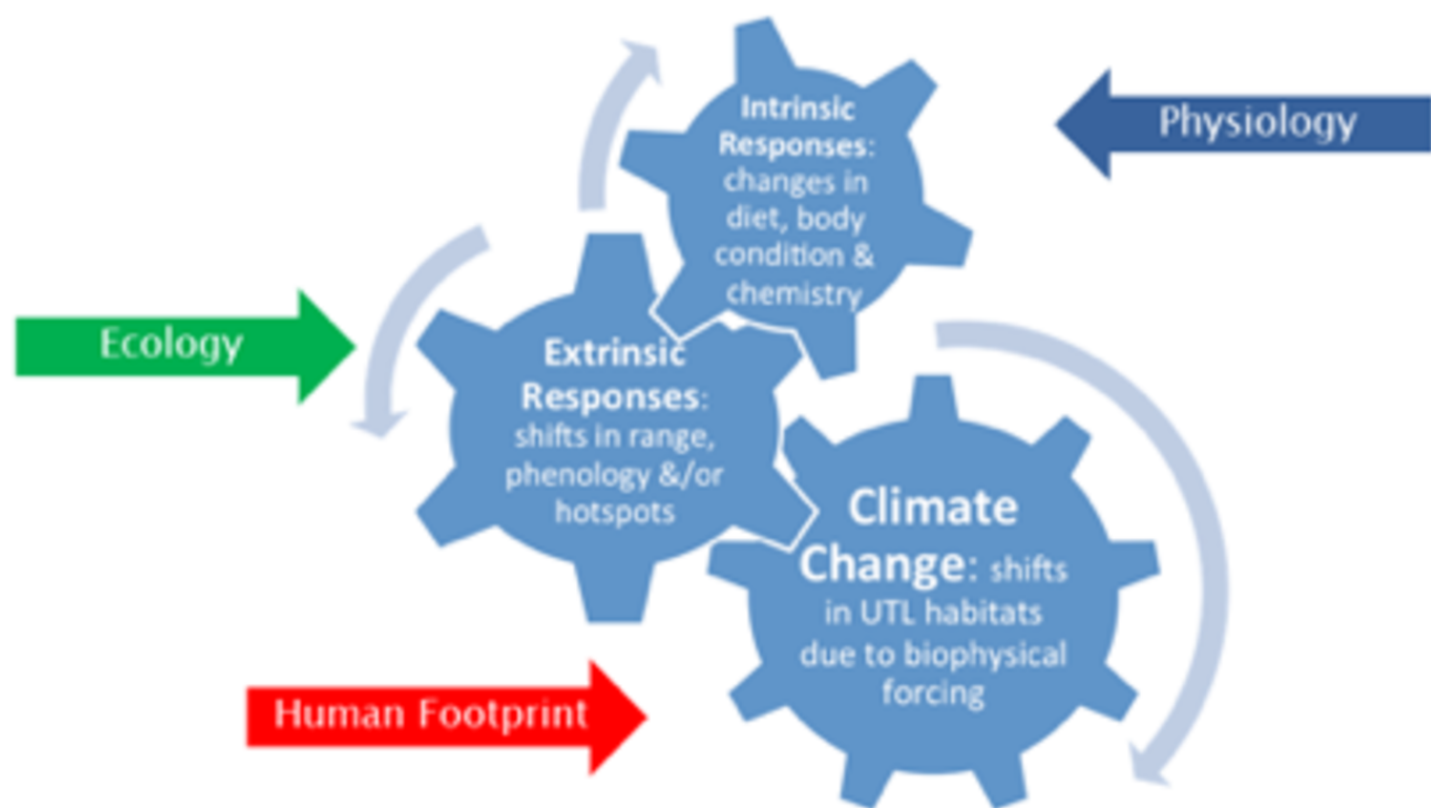 Intrinsic
Responses:
changes in
diet, body
condition &
chemistry
Physiology
Ecology
Extrinsic
Responses:
shifts in range,
phenology &/or
hotspots
Climate
Change: shifts
in UTL habitats
due to biophysical
forcing
Human Footprint